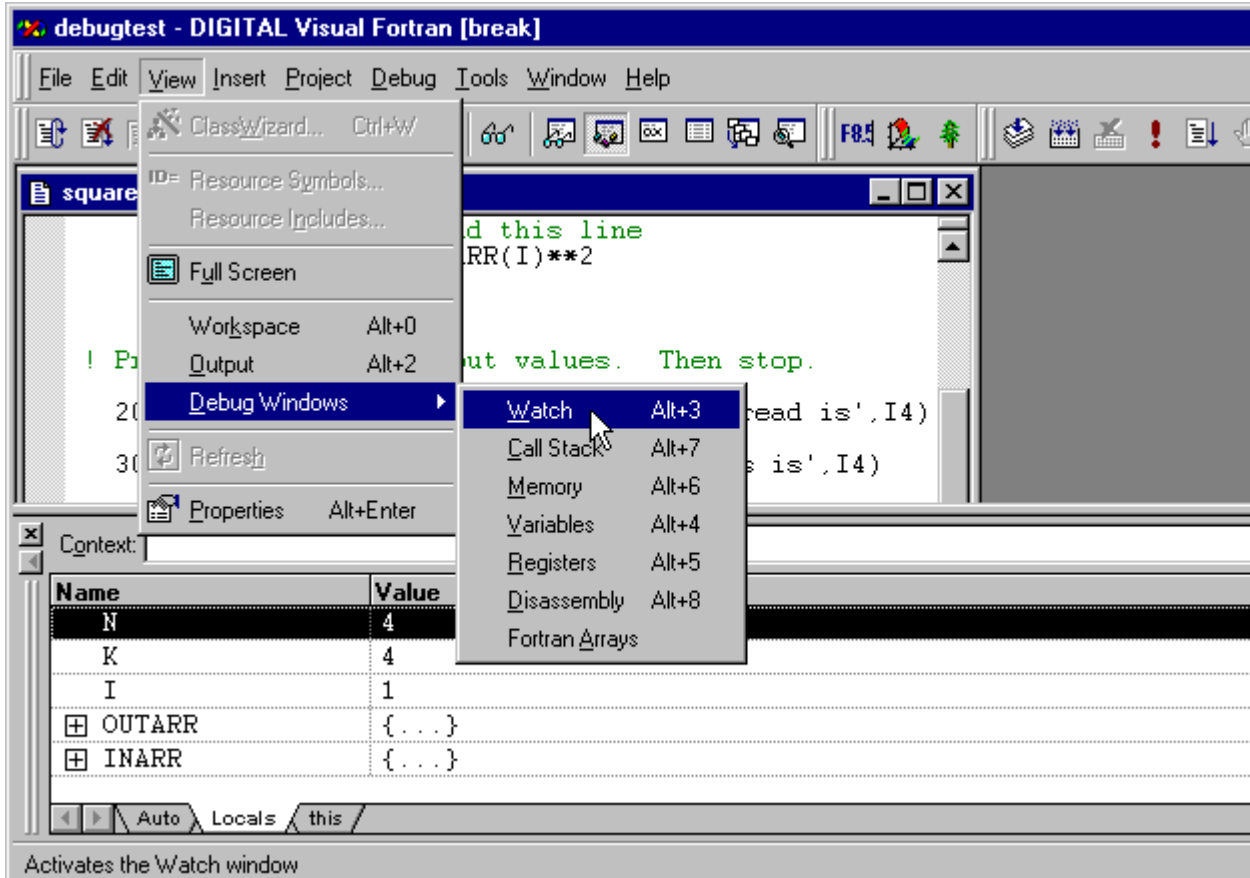 debugtest - DIGITAL Visual Fortran [break]
File Edit View Insert Project Debug Tools Window Help
ClassWizard... Ctrl+W
ID= Resource Symbols...
Resource Includes...
Full Screen
Workspace Alt+0
Output Alt+2
Debug Windows
Refresh
Properties Alt+Enter
Watch Alt+3
Call Stack Alt+7
Memory Alt+6
Variables Alt+4
Registers Alt+5
Disassembly Alt+8
Fortran Arrays
square
d this line
RR(I)**2
! P
ut values. Then stop.
20
read is',I4)
30
s is',I4)
Context:
Name Value
N 4
K 4
I 1
OUTARR {...}
INARR {...}
Auto Locals this
Activates the Watch window